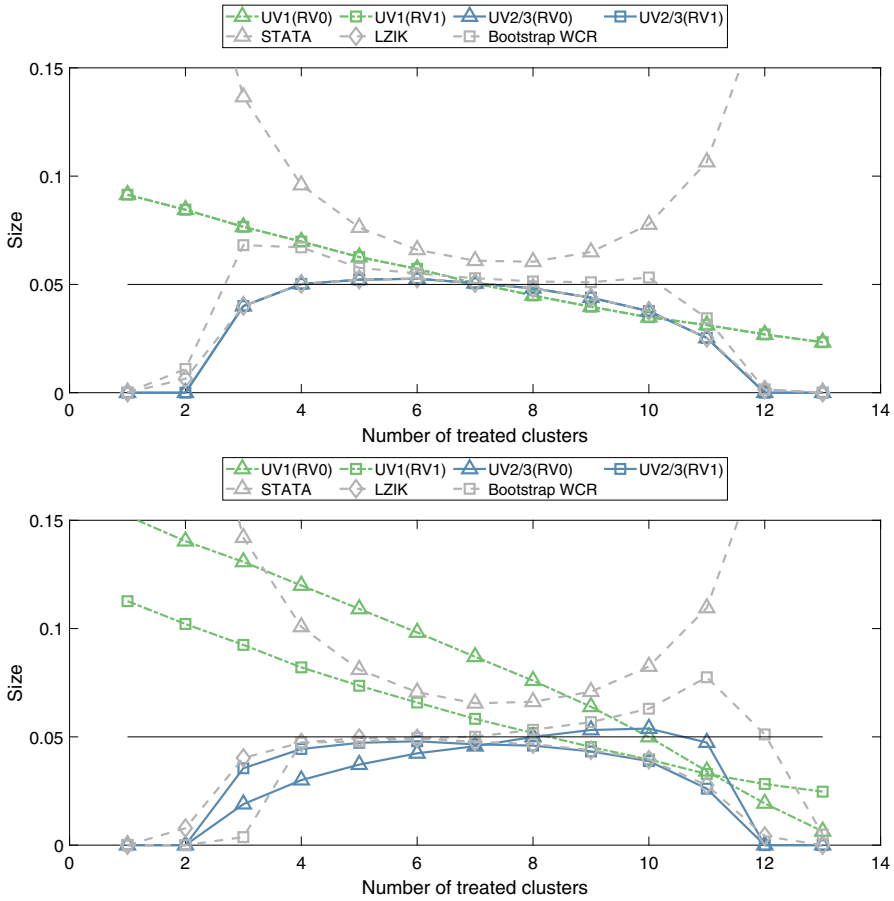 UV1(RV0) UV1(RV1) UV2/3(RV0) UV2/3(RV1)
STATA LZIK Bootstrap WCR
0.15
0.1
0.05
0
Size
0 2 4 6 8 10 12 14
Number of treated clusters
UV1(RV0) UV1(RV1) UV2/3(RV0) UV2/3(RV1)
STATA LZIK Bootstrap WCR
0.15
0.1
0.05
0
Size
0 2 4 6 8 10 12 14
Number of treated clusters